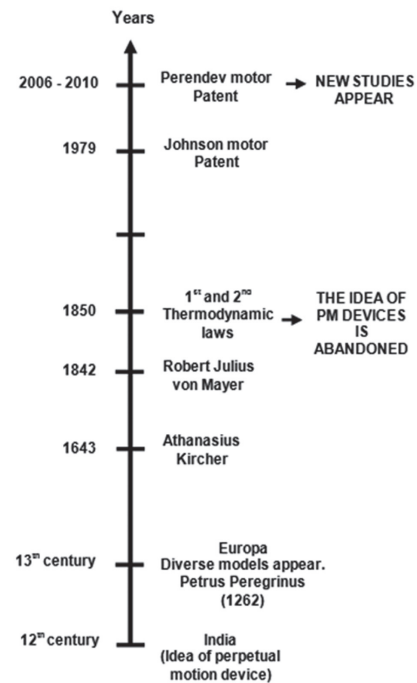 Years
2006 - 2010
Perendev motor
Patent
NEW STUDIES
APPEAR
1979
Johnson motor
Patent
1850
1st and 2nd
Thermodynamic
laws
THE IDEA OF
PM DEVICES
IS
ABANDONED
1842
Robert Julius
von Mayer
1643
Athanasius
Kircher
13th century
Europa
Diverse models appear.
Petrus Peregrinus
(1262)
12th century
India
(Idea of perpetual
motion device)